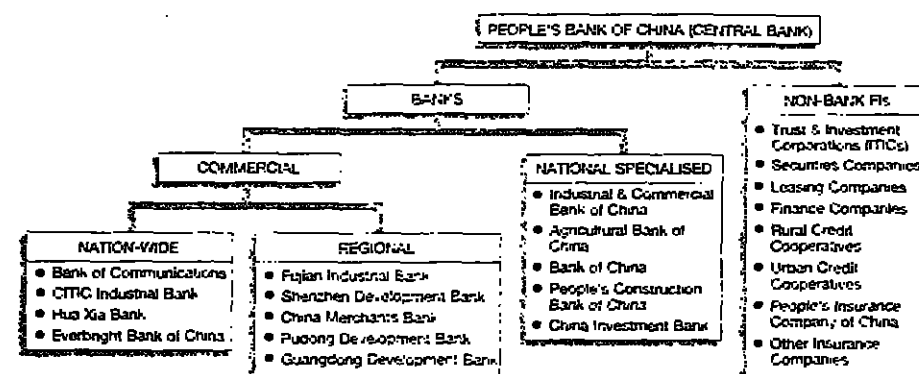 PEOPLE'S BANK OF CHINA (CENTRAL BANK)
BANKS
NON-BANK FIs
• Trust & Investment
Corporations (ITICs)
• Securities Companies
• Leasing Companies
• Finance Companies
• Rural Credit
Cooperatives
• Urban Credit
Cooperatives
• People's Insurance
Company of China
• Other Insurance
Companies
COMMERCIAL
NATIONAL SPECIALISED
• Industrial & Commercial
Bank of China
• Agricultural Bank of
China
• Bank of China
• People's Construction
Bank of China
• China Investment Bank
NATION-WIDE
• Bank of Communications
• CITIC Industrial Bank
• Hua Xia Bank
• Everbright Bank of China
REGIONAL
• Fujian Industrial Bank
• Shenzhen Development Bank
• China Merchants Bank
• Pudong Development Bank
• Guangdong Development Bank